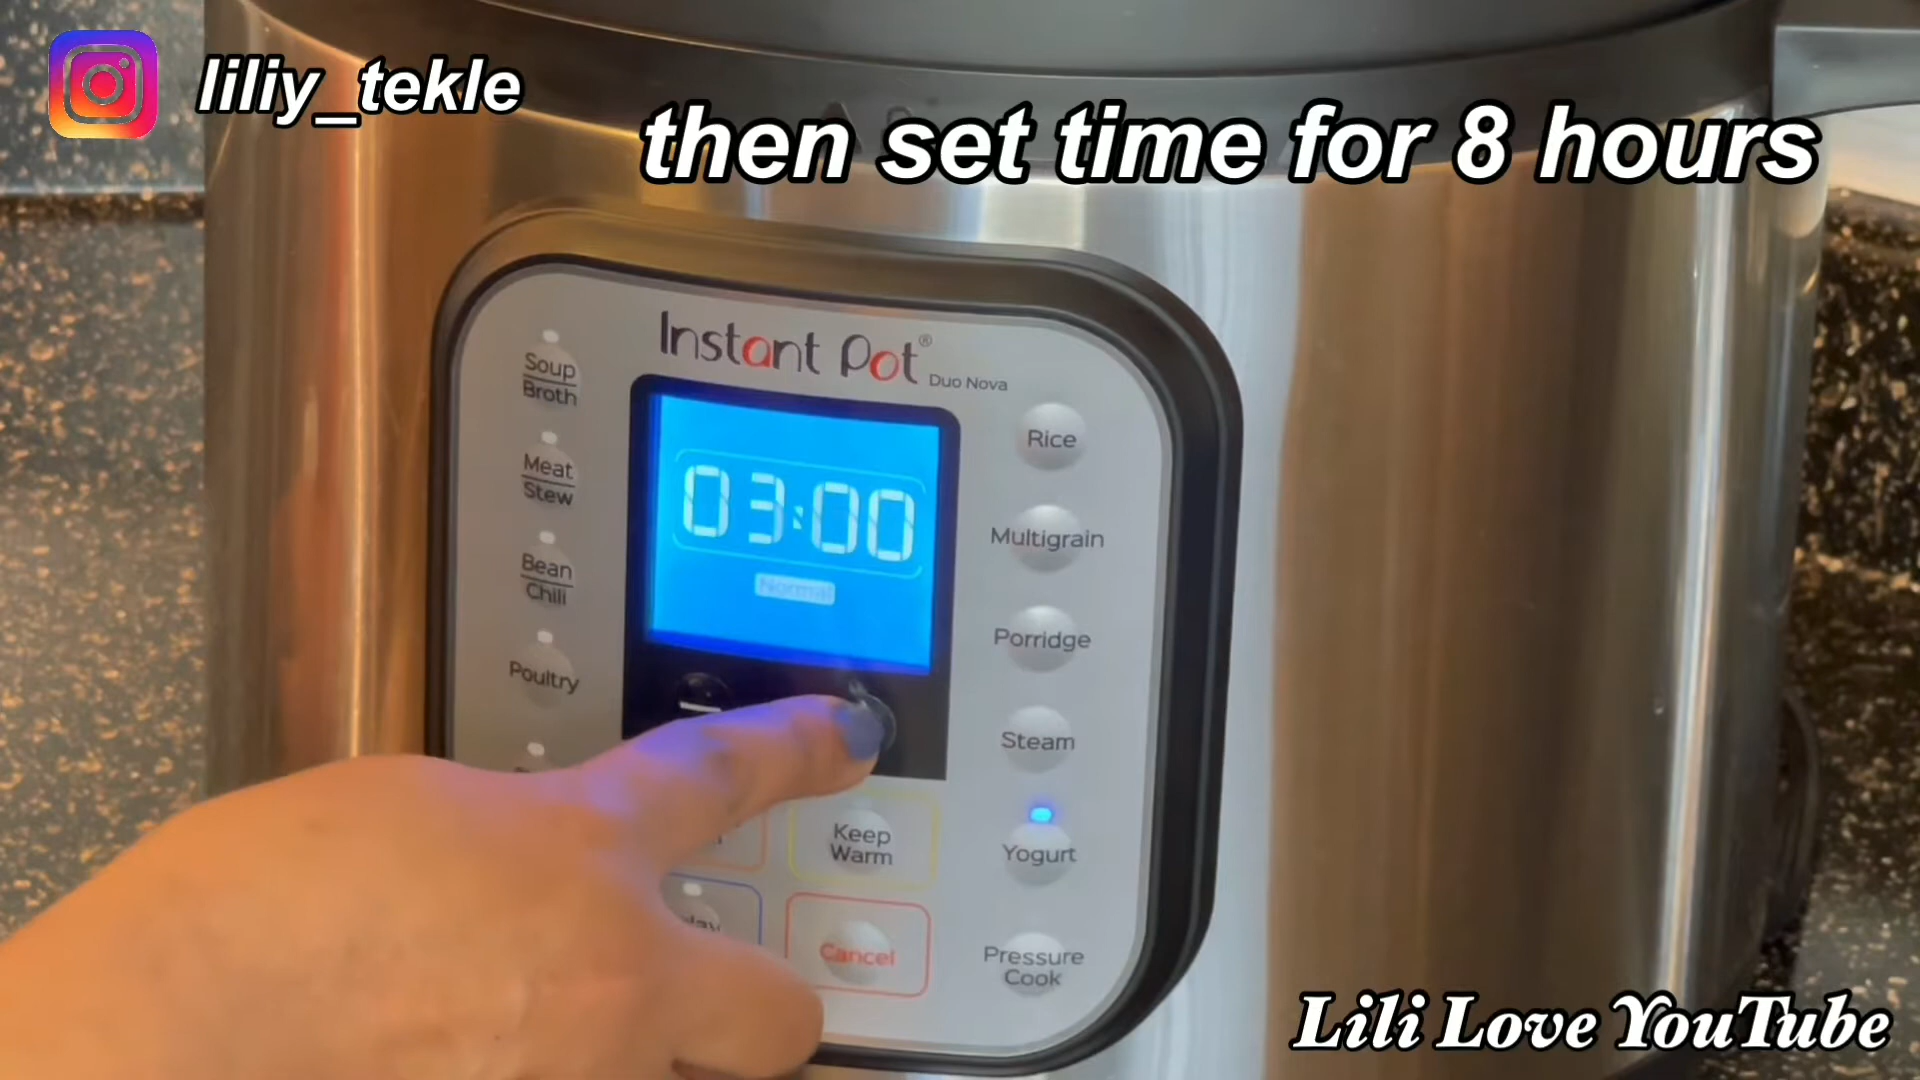 liliy_tekle
then set time for 8 hours
Instant Pot®
Duo Nova
Soup
Broth
Meat
Stew
Bean
Chili
Poultry
03:00
Normal
Rice
Multigrain
Porridge
Steam
Yogurt
Pressure
Cook
Keep
Warm
Cancel
Lili Love YouTube